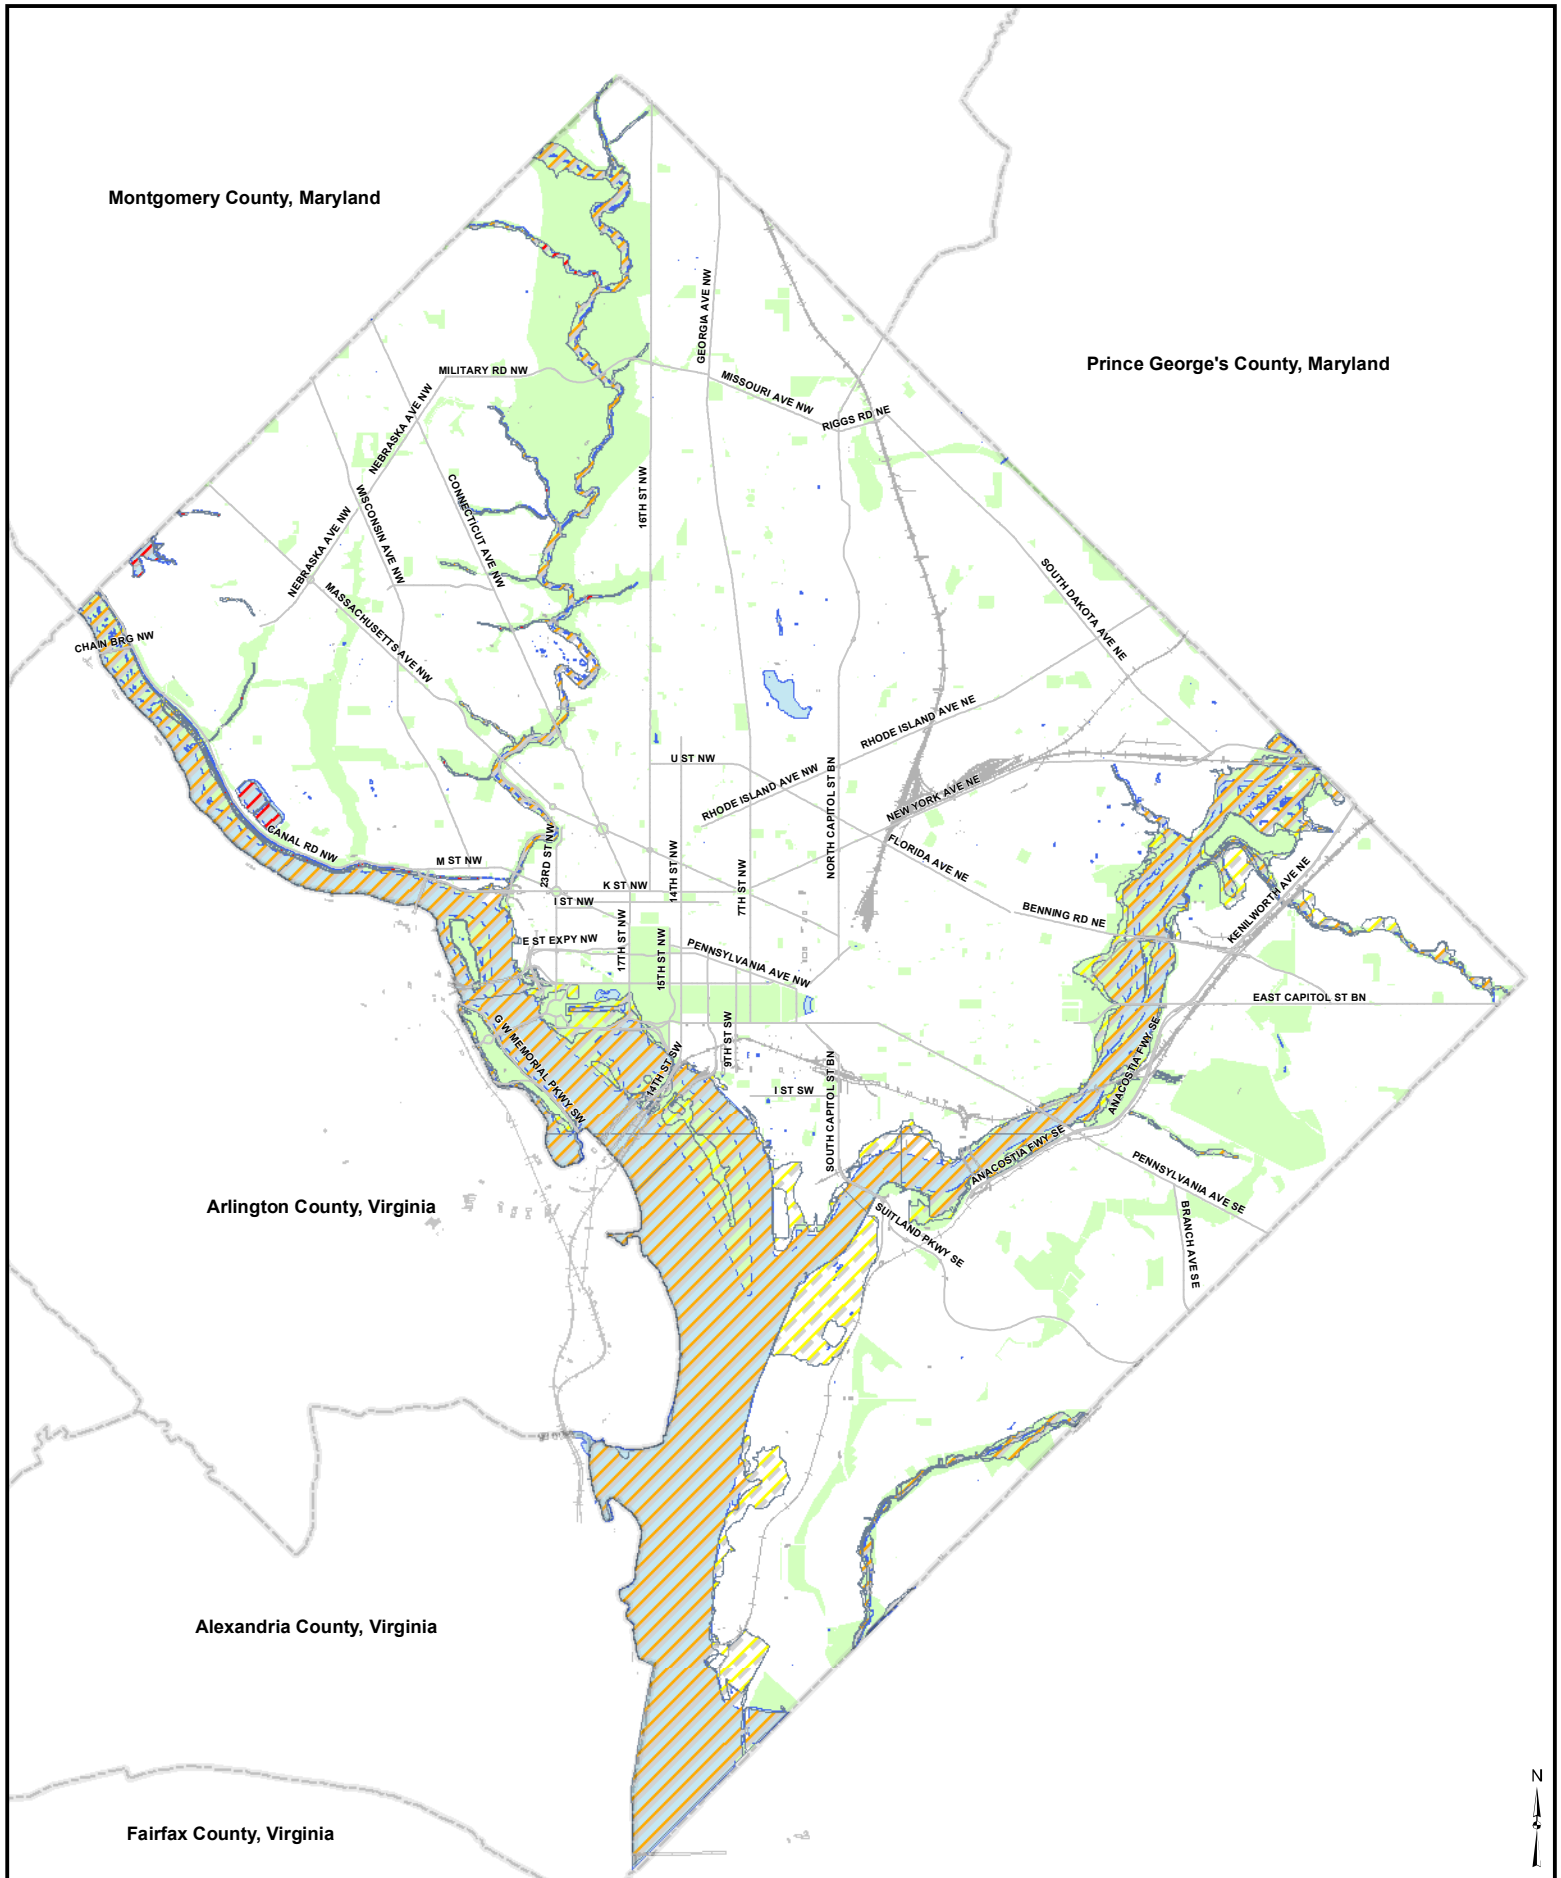 Montgomery County, Maryland
Prince George's County, Maryland
GEORGIA AVE NW
MILITARY RD NW
MISSOURI AVE NW
RIGGS RD NE
NEBRASKA AVE NW
WISCONSIN AVE NW
CONNECTICUT AVE NW
16TH ST NW
NEBRASKA AVE NW
MASSACHUSETTS AVE NW
SOUTH DAKOTA AVE NE
CHAIN BRG NW
RHODE ISLAND AVE NE
U ST NW
RHODE ISLAND AVE NW
NORTH CAPITOL ST BN
NEW YORK AVE NE
CANAL RD NW
M ST NW
23RD ST NW
FLORIDA AVE NE
K ST NW
I ST NW
14TH ST NW
7TH ST NW
KENILWORTH AVE NE
BENNING RD NE
E ST EXPY NW
17TH ST NW
15TH ST NW
PENNSYLVANIA AVE NW
EAST CAPITOL ST BN
G W MEMORIAL PKWY SW
14TH ST SW
9TH ST SW
I ST SW
SOUTH CAPITOL ST BN
ANACOSTIA FWY SE
ANACOSTIA FWY SE
PENNSYLVANIA AVE SE
BRANCH AVE SE
SUITLAND PKWY SE
Arlington County, Virginia
Alexandria County, Virginia
Fairfax County, Virginia
N